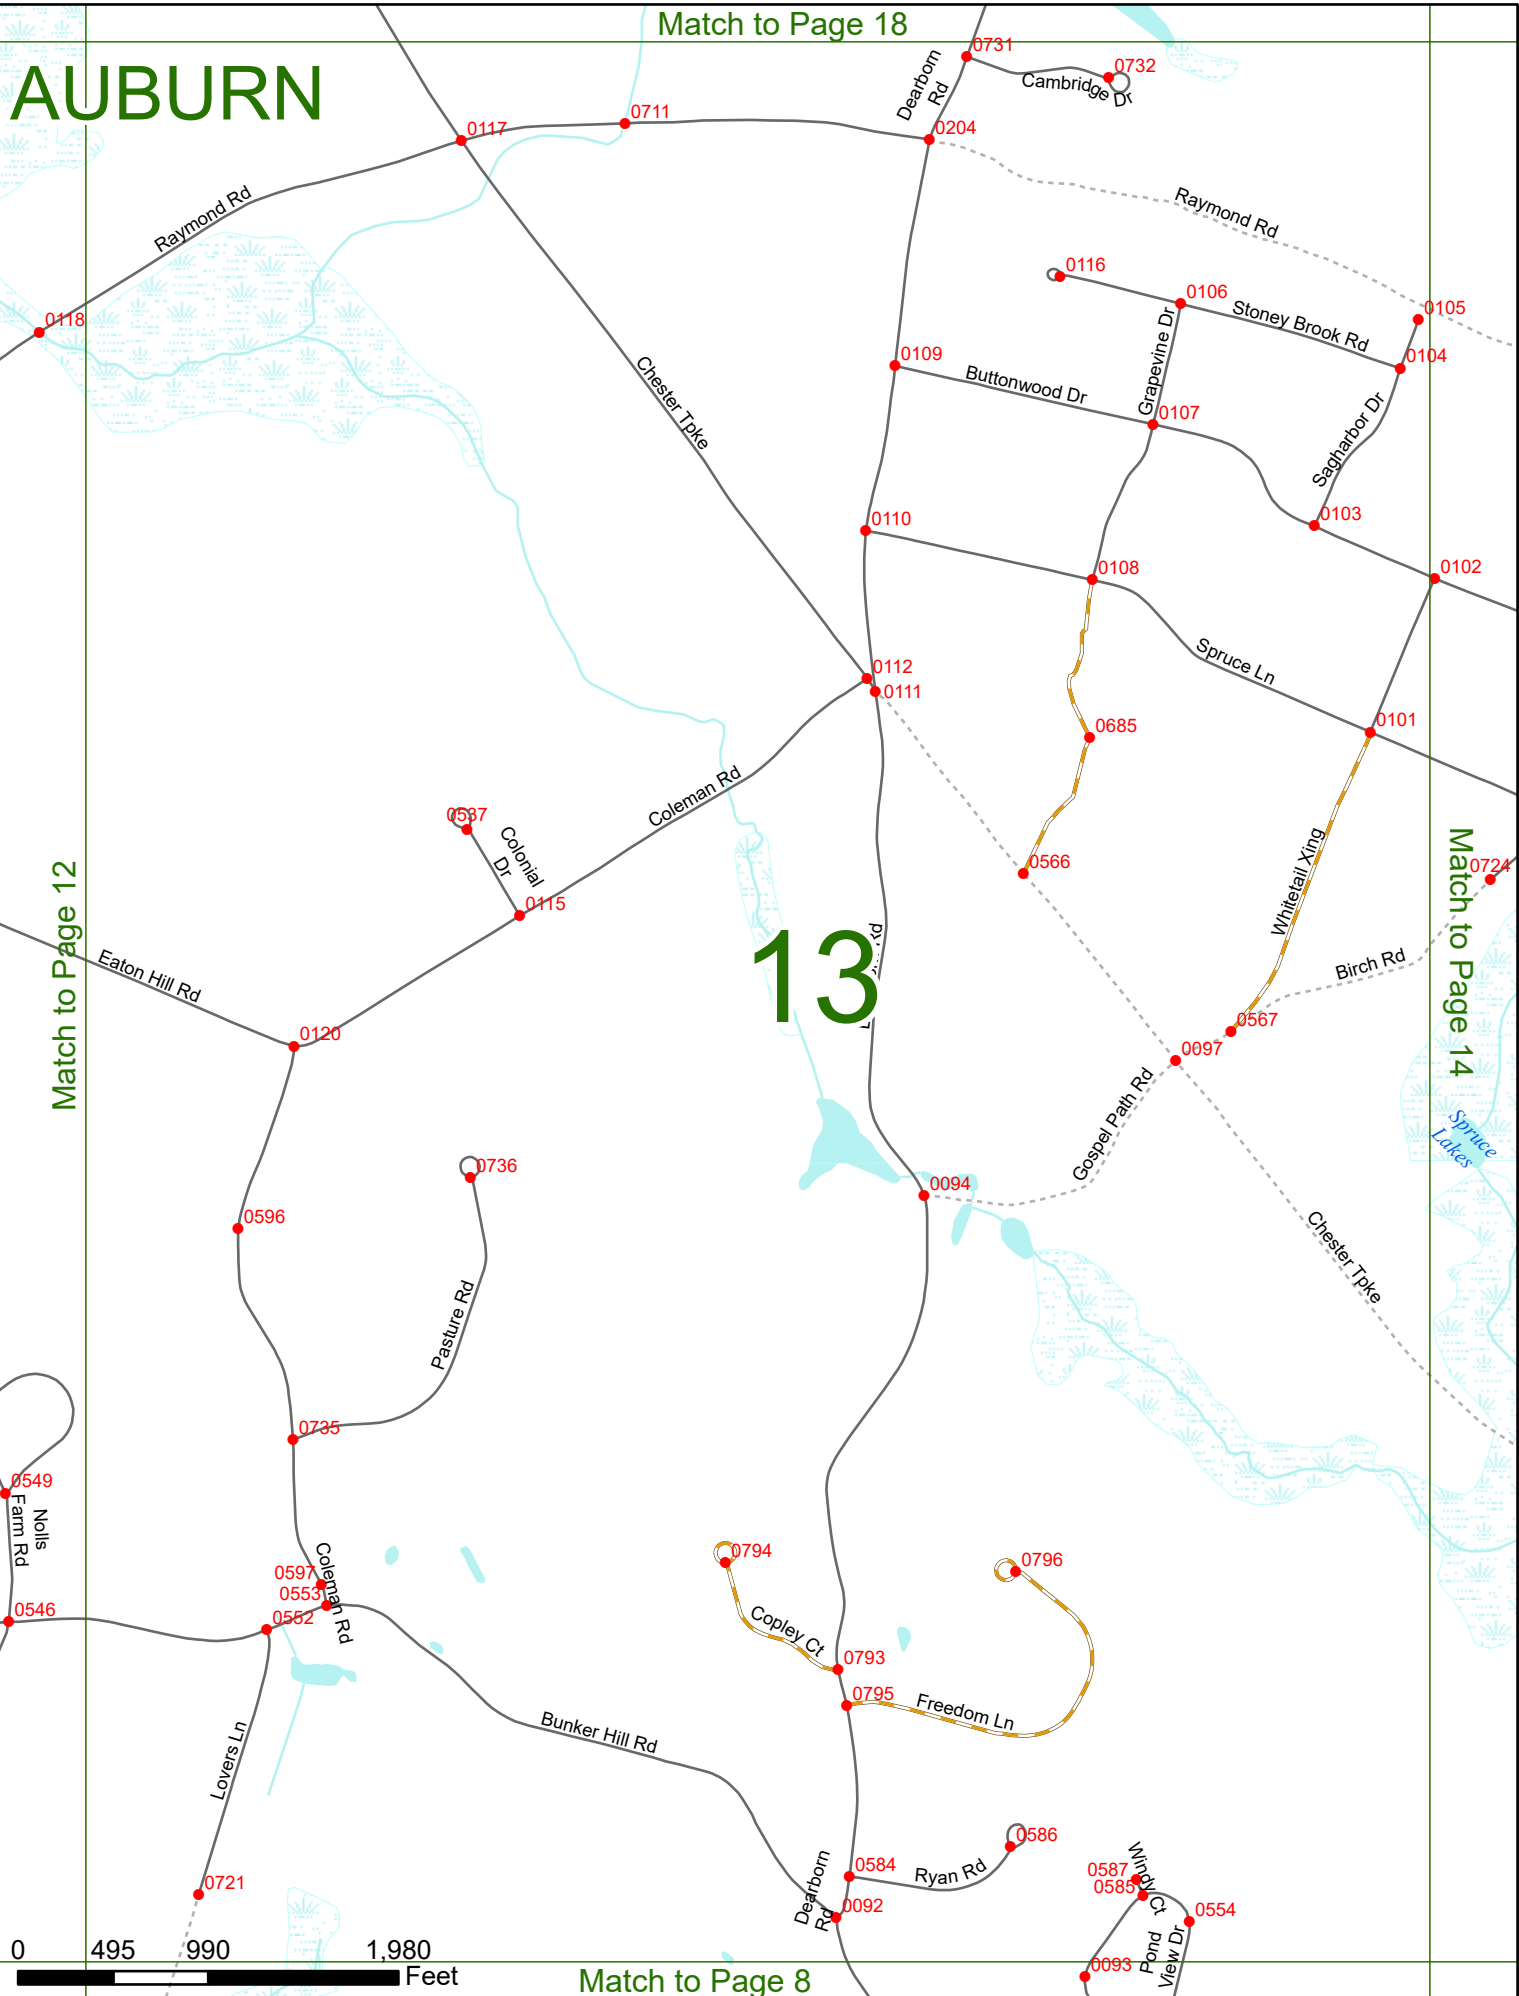 Match to Page 18
AUBURN
0731
0732
Cambridge Dr
Dearborn
Rd
0711
0117
0204
Raymond Rd
Raymond Rd
0116
0106
Stoney Brook Rd
0105
0118
0104
0109
Buttonwood Dr
Grapevine Dr
Chester Tpke
0107
Sagharbor Dr
0103
0110
0108
0102
Spruce Ln
0112
0111
0101
0685
Coleman Rd
0537
Colonial
Dr
0566
Whitetail Xing
0724
Match to Page 12
Match to Page 14
0115
13
Rd
Eaton Hill Rd
Birch Rd
0567
0120
0097
Gospel Path Rd
Spruce
Lakes
0736
0094
0596
Chester Tpke
Pasture Rd
0735
0549
Nolls
Farm Rd
0794
0796
0597
Coleman Rd
0553
0546
0552
Copley Ct
0793
0795
Freedom Ln
Bunker Hill Rd
Lovers Ln
0586
Ryan Rd
0584
0587
0585
Windy Ct
0721
Dearborn
Rd
0092
0554
Pond
View Dr
0093
0 495 990 1,980
Feet
Match to Page 8